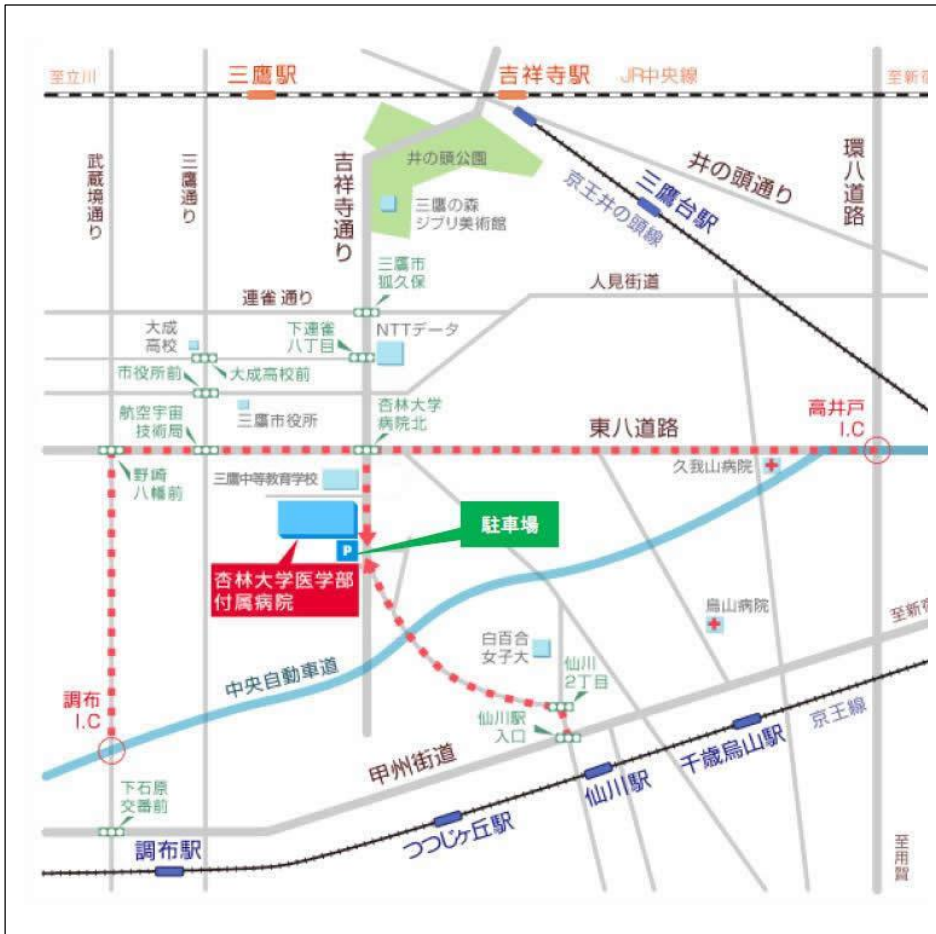 至立川
三鷹駅
吉祥寺駅
JR中央線
至新宿
武蔵境通り
三鷹通り
吉祥寺通り
井の頭公園
三鷹の森
ジブリ美術館
京王井の頭線
三鷹台駅
井の頭通り
環八道路
三鷹市
狐久保
連雀通り
人見街道
大成
高校
下連雀
八丁目
NTTデータ
市役所前
大成高校前
三鷹市役所
航空宇宙
技術局
杏林大学
病院北
東八道路
高井戸
I.C
野崎
八幡前
三鷹中等教育学校
久我山病院
駐車場
P
杏林大学医学部
付属病院
烏山病院
至新宿
白百合
女子大
仙川
2丁目
中央自動車道
調布
I.C
仙川駅
入口
京王線
甲州街道
千歳烏山駅
仙川駅
下石原
交番前
つつじヶ丘駅
調布駅
至用賀